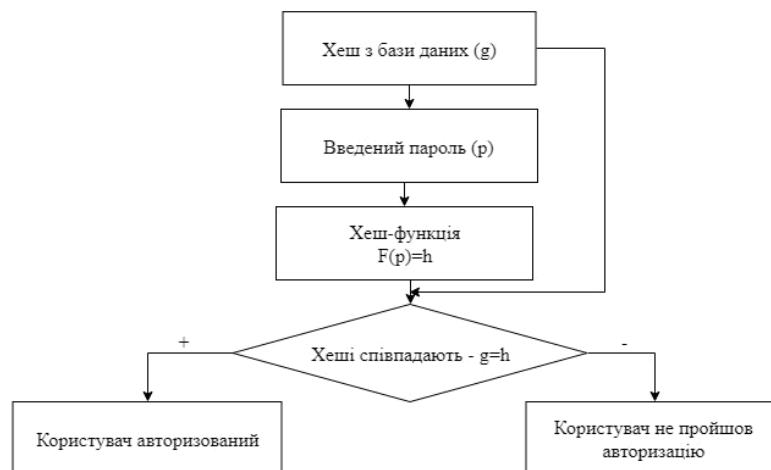 Хеш з бази даних (g)
Введений пароль (p)
Хеш-функція
F(p)=h
Хеші співпадають - g=h
+
-
Користувач авторизований
Користувач не пройшов
авторизацію